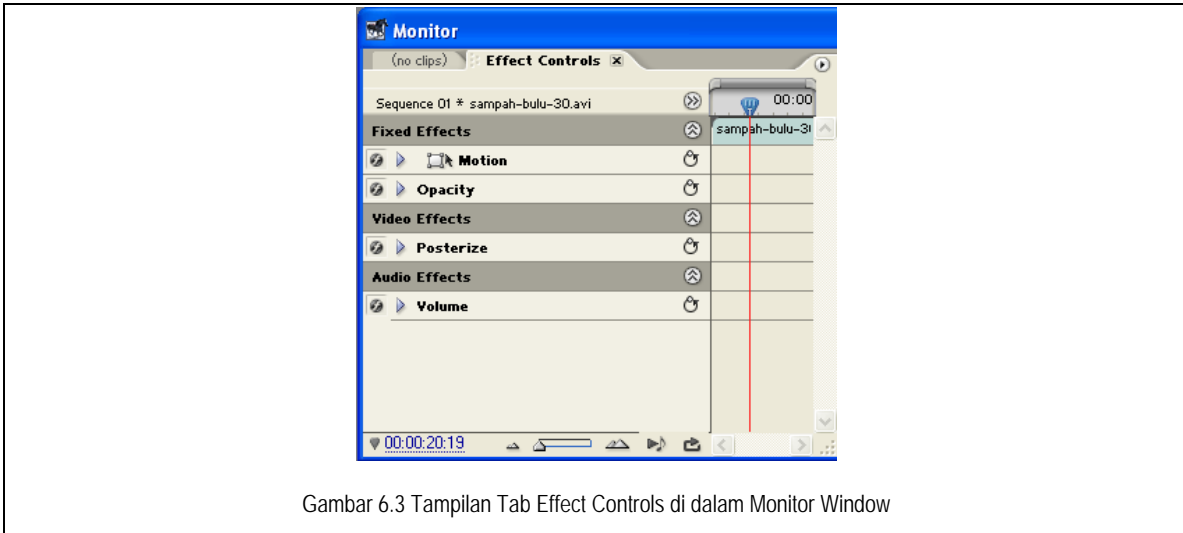 Monitor
(no clips) Effect Controls
Sequence 01 * sampah-bulu-30.avi 00:00
Fixed Effects sampah-bulu-3
Motion
Opacity
Video Effects
Posterize
Audio Effects
Volume
00:00:20:19
Gambar 6.3 Tampilan Tab Effect Controls di dalam Monitor Window